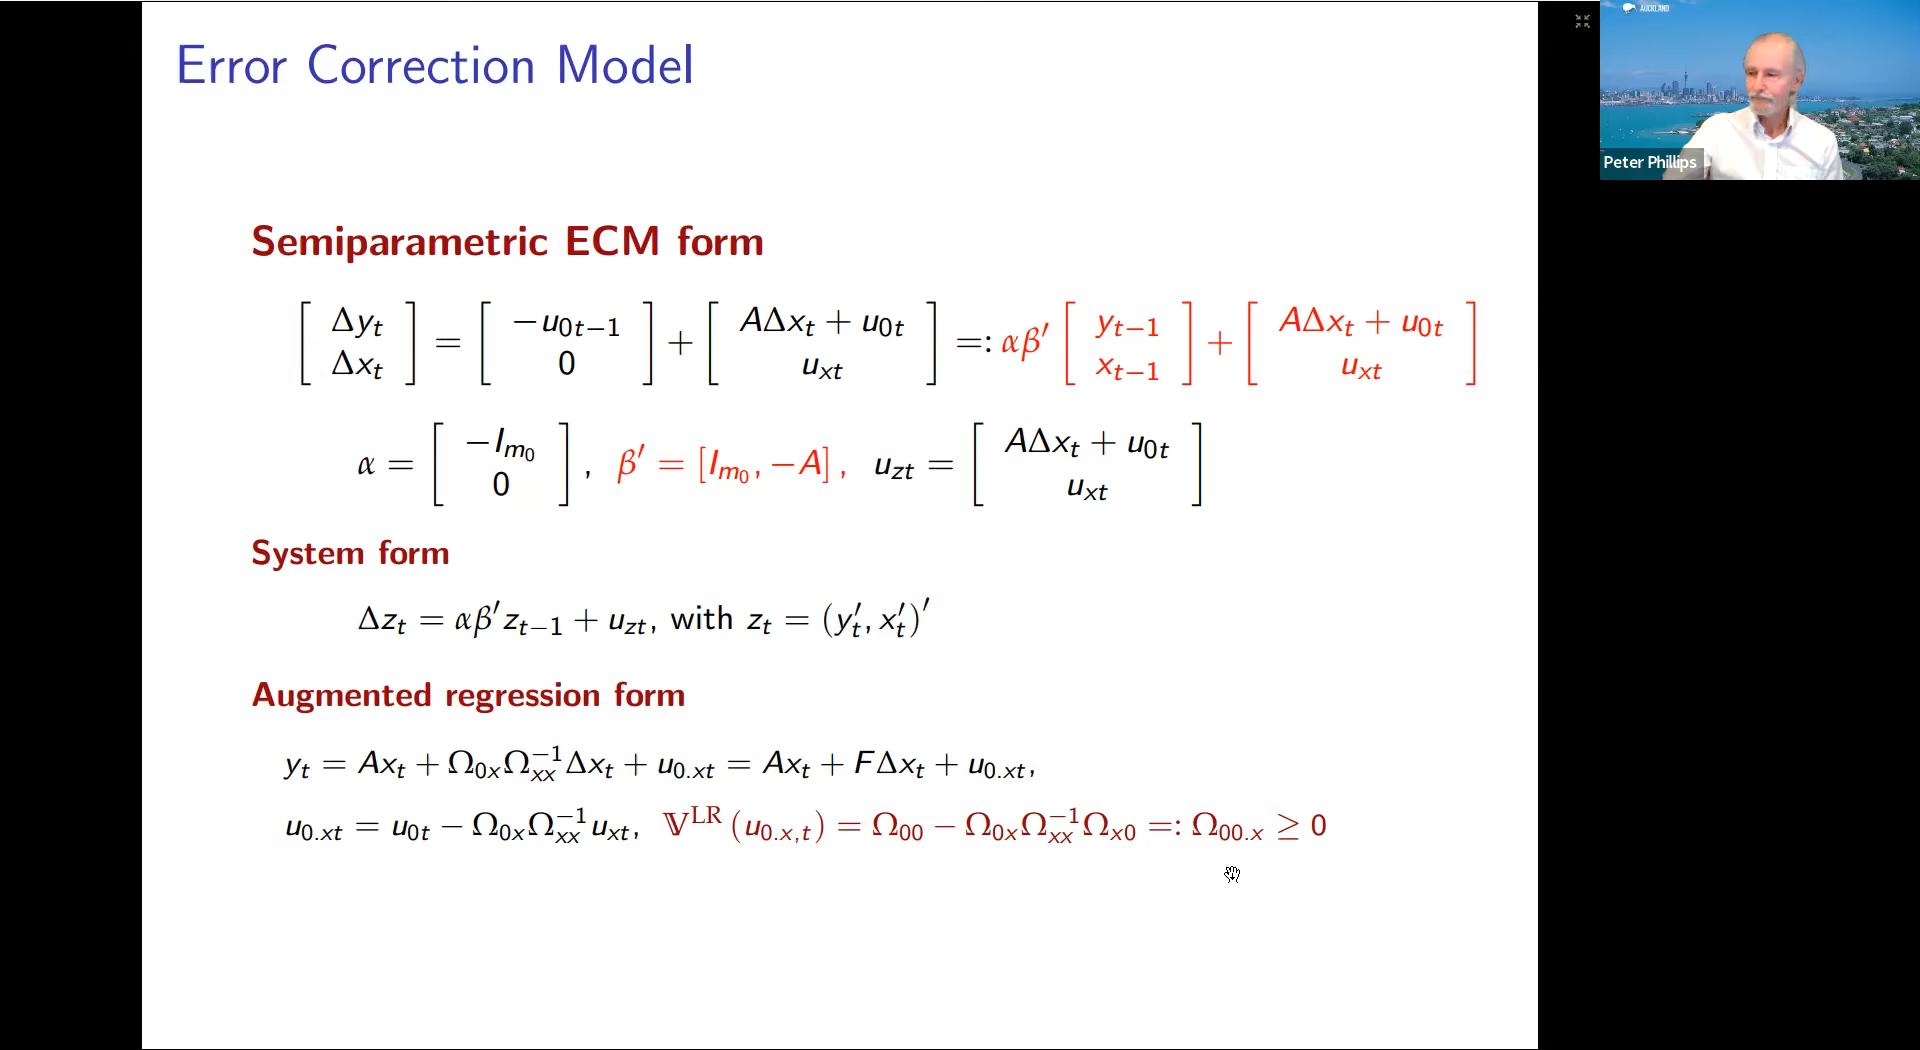 Error Correction Model
AUCKLAND
Peter Phillips
Semiparametric ECM form
[ Δy_t ; Δx_t ] = [ −u_{0t−1} ; 0 ] + [ AΔx_t + u_{0t} ; u_{xt} ] =: αβ′ [ y_{t−1} ; x_{t−1} ] + [ AΔx_t + u_{0t} ; u_{xt} ]
α = [ −I_{m_0} ; 0 ] , β′ = [I_{m_0}, −A] , u_{zt} = [ AΔx_t + u_{0t} ; u_{xt} ]
System form
Δz_t = αβ′z_{t−1} + u_{zt}, with z_t = (y′_t, x′_t)′
Augmented regression form
y_t = Ax_t + Ω_{0x}Ω_{xx}^{−1}Δx_t + u_{0.xt} = Ax_t + FΔx_t + u_{0.xt},
u_{0.xt} = u_{0t} − Ω_{0x}Ω_{xx}^{−1}u_{xt}, 𝕍^{LR} (u_{0.x,t}) = Ω_{00} − Ω_{0x}Ω_{xx}^{−1}Ω_{x0} =: Ω_{00.x} ≥ 0